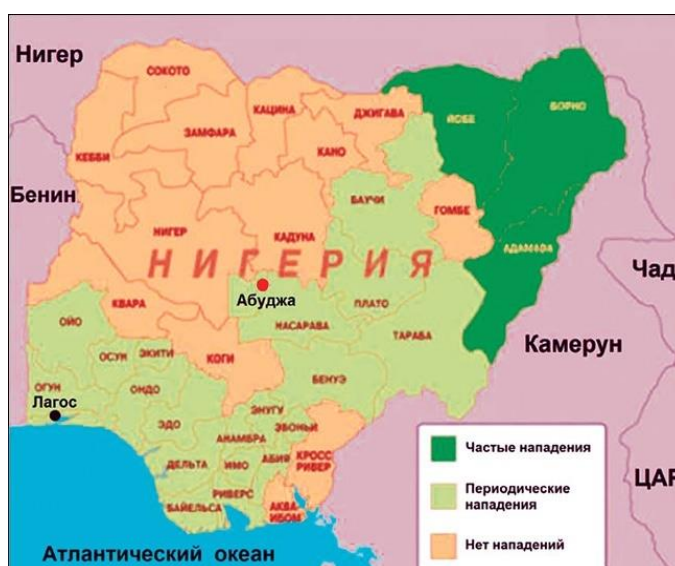 Нигер
СОКОТО
КАЦИНА
ДЖИГАВА
ЙОБЕ
БОРНО
ЗАМФАРА
КЕББИ
КАНО
Бенин
БАУЧИ
ГОМБЕ
НИГЕР
КАДУНА
АДАМАВА
НИГЕРИЯ
Чад
Абуджа
КВАРА
ПЛАТО
НАСАРАВА
ТАРАБА
Камерун
ОЙО
ОСУН
ЭКИТИ
КОГИ
БЕНУЭ
ОГУН
ОНДО
Лагос
ЭДО
ЭНУГУ
ЭБОНЬИ
АНАМБРА
ДЕЛЬТА
ИМО
АБИЯ
КРОСС
РИВЕР
РИВЕРС
БАЙЕЛЬСА
АКВА
ИБОМ
Частые нападения
Периодические
нападения
Нет нападений
ЦАР
Атлантический океан